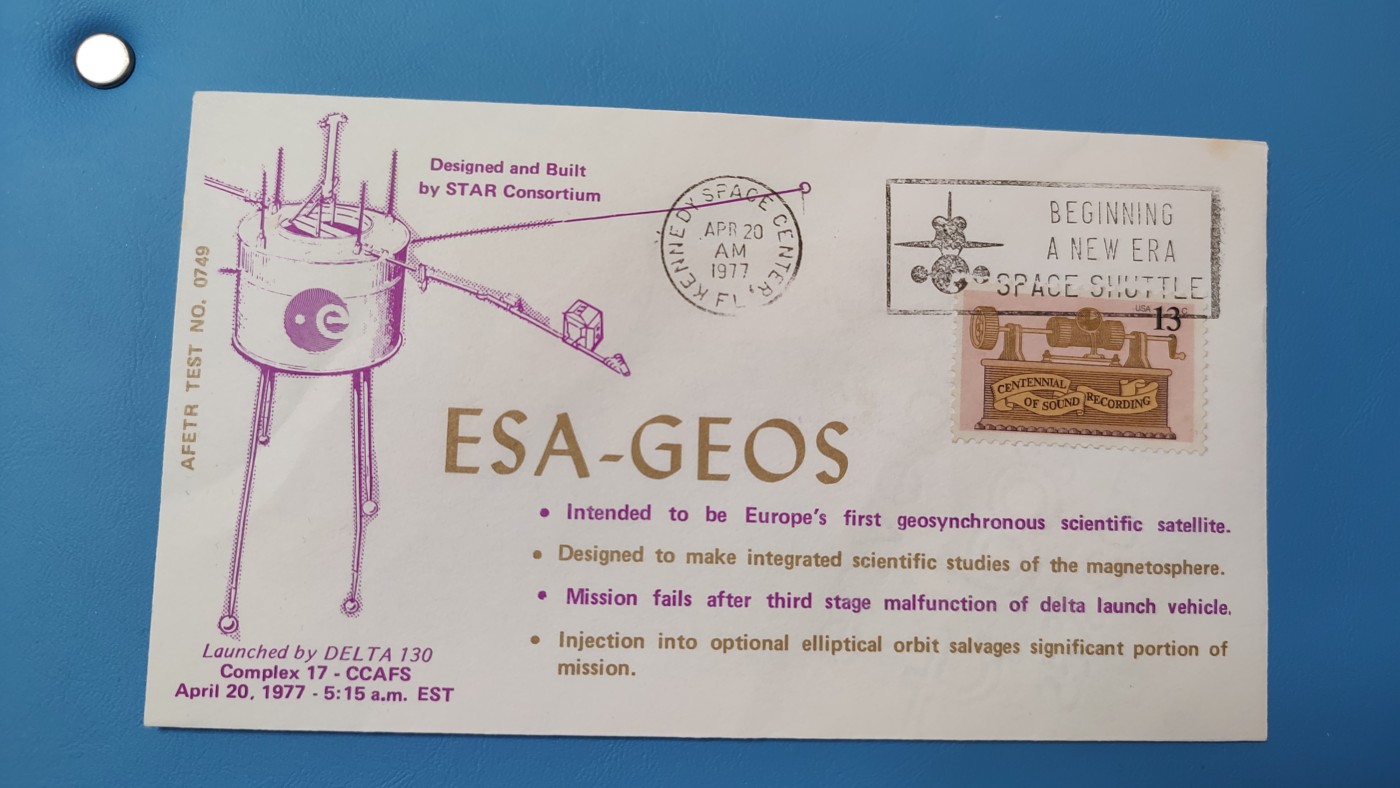 Designed and Built
by STAR Consortium
KENNEDY SPACE CENTER, FL
APR 20
AM
1977
BEGINNING
A NEW ERA
SPACE SHUTTLE
USA 13c
CENTENNIAL
OF SOUND RECORDING
AFETR TEST NO. 0749
ESA-GEOS
• Intended to be Europe's first geosynchronous scientific satellite.
• Designed to make integrated scientific studies of the magnetosphere.
• Mission fails after third stage malfunction of delta launch vehicle.
• Injection into optional elliptical orbit salvages significant portion of
mission.
Launched by DELTA 130
Complex 17 - CCAFS
April 20, 1977 - 5:15 a.m. EST